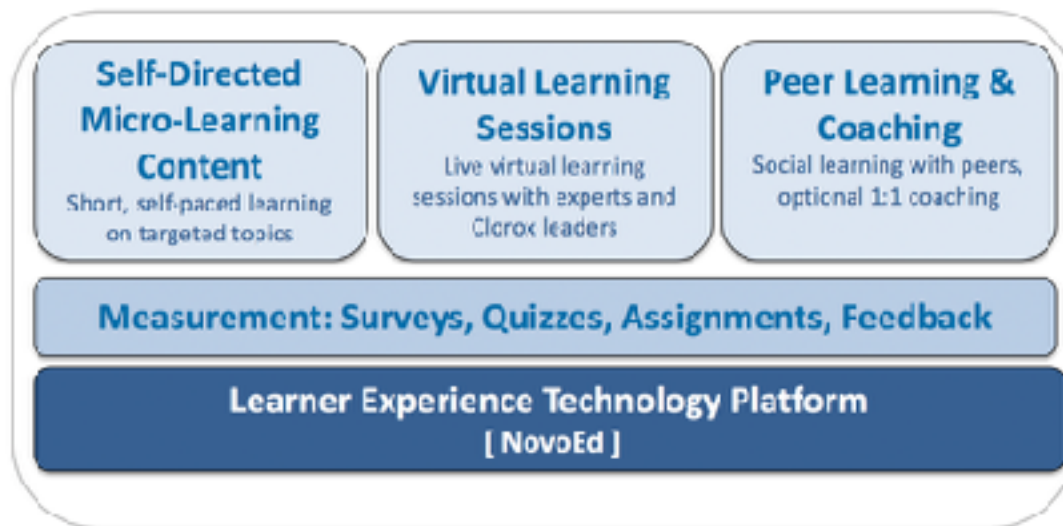 Self-Directed
Micro-Learning
Content
Short, self-paced learning
on targeted topics
Virtual Learning
Sessions
Live virtual learning
sessions with experts and
Clorox leaders
Peer Learning &
Coaching
Social learning with peers,
optional 1:1 coaching
Measurement: Surveys, Quizzes, Assignments, Feedback
Learner Experience Technology Platform
[ NovoEd ]